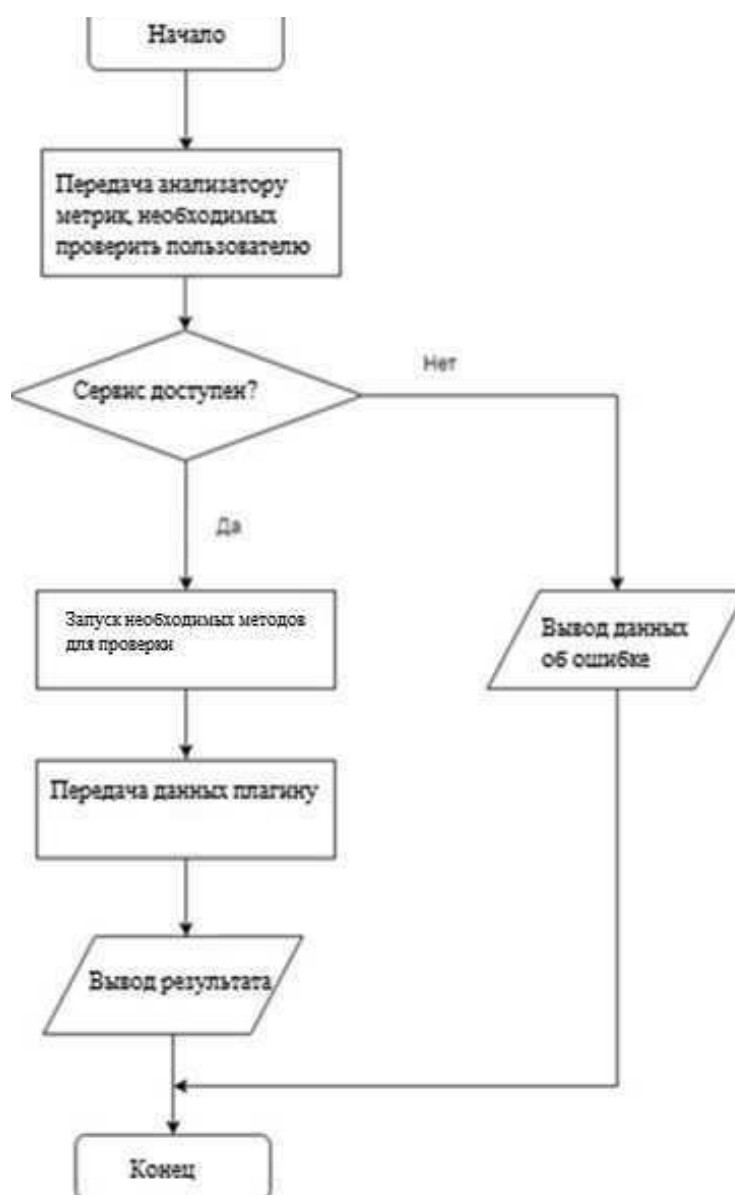 Начало
Передача анализатору
метрик, необходимых
проверить пользователю
Сервис доступен?
Нет
Да
Запуск необходимых методов
для проверки
Вывод данных
об ошибке
Передача данных плагину
Вывод результата
Конец